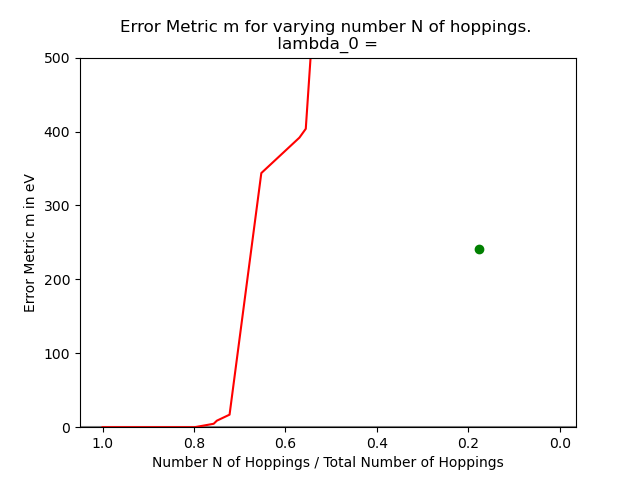 Error Metric m for varying number N of hoppings.
lambda_0 =
500
400
300
200
100
0
Error Metric m in eV
1.0 0.8 0.6 0.4 0.2 0.0
Number N of Hoppings / Total Number of Hoppings